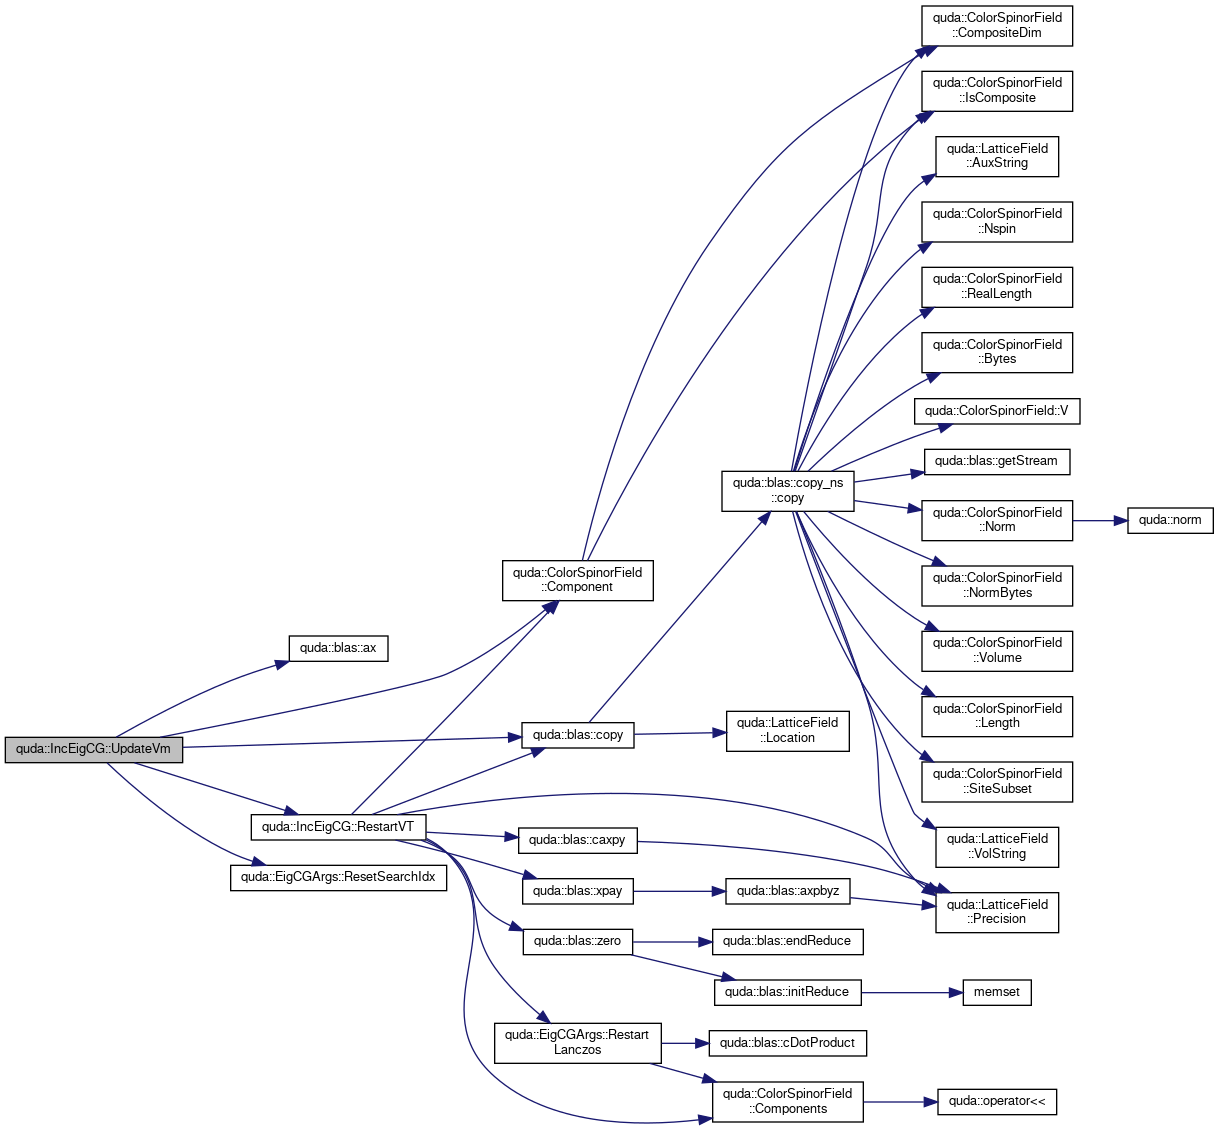 quda::IncEigCG::UpdateVm
quda::blas::ax
quda::ColorSpinorField
::Component
quda::blas::copy
quda::IncEigCG::RestartVT
quda::EigCGArgs::ResetSearchIdx
quda::blas::caxpy
quda::blas::xpay
quda::blas::zero
quda::EigCGArgs::Restart
Lanczos
quda::blas::copy_ns
::copy
quda::LatticeField
::Location
quda::blas::axpbyz
quda::blas::endReduce
quda::blas::initReduce
quda::blas::cDotProduct
quda::ColorSpinorField
::Components
quda::ColorSpinorField
::CompositeDim
quda::ColorSpinorField
::IsComposite
quda::LatticeField
::AuxString
quda::ColorSpinorField
::Nspin
quda::ColorSpinorField
::RealLength
quda::ColorSpinorField
::Bytes
quda::ColorSpinorField::V
quda::blas::getStream
quda::ColorSpinorField
::Norm
quda::ColorSpinorField
::NormBytes
quda::ColorSpinorField
::Volume
quda::ColorSpinorField
::Length
quda::ColorSpinorField
::SiteSubset
quda::LatticeField
::VolString
quda::LatticeField
::Precision
memset
quda::operator<<
quda::norm